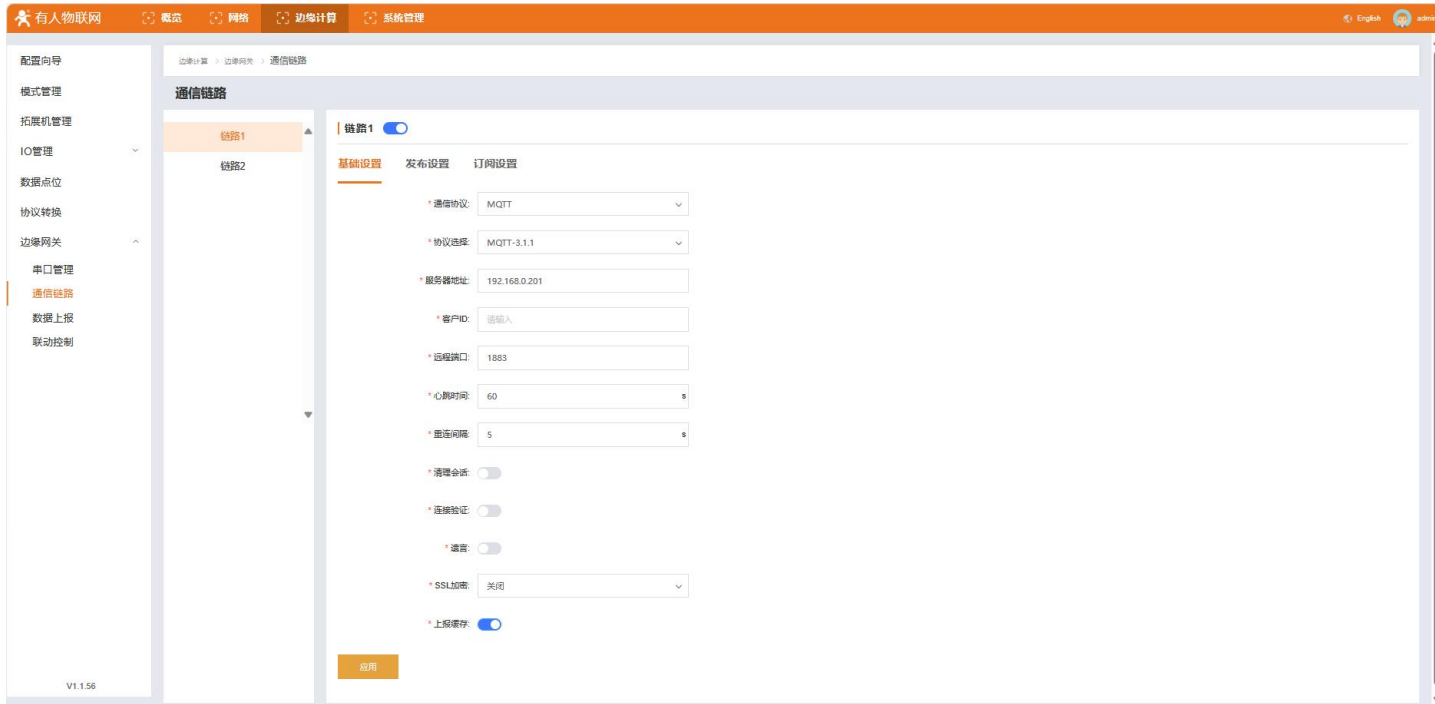 有人物联网 概览 网络 边缘计算 系统管理 English admin
配置向导
模式管理
拓展机管理
IO管理
数据点位
协议转换
边缘网关
串口管理
通信链路
数据上报
联动控制
V1.1.56
边缘计算 > 边缘网关 > 通信链路
通信链路
链路1
链路2
链路1
基础设置 发布设置 订阅设置
* 通信协议: MQTT
* 协议选择: MQTT-3.1.1
* 服务器地址: 192.168.0.201
* 客户ID: 请输入
* 远程端口: 1883
* 心跳时间: 60 s
* 重连间隔: 5 s
* 清理会话:
* 连接验证:
* 遗言:
* SSL加密: 关闭
* 上报缓存:
应用